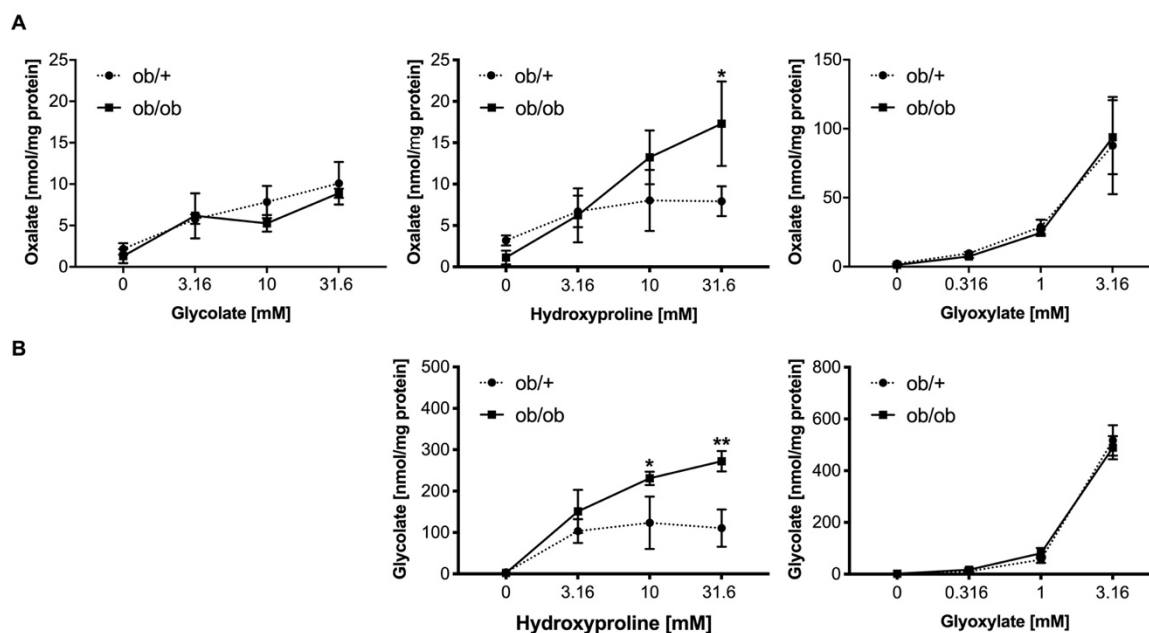 A
Oxalate [nmol/mg protein]
25
20
15
10
5
0
ob/+
ob/ob
0 3.16 10 31.6
Glycolate [mM]
Oxalate [nmol/mg protein]
25
20
15
10
5
0
ob/+
ob/ob
*
0 3.16 10 31.6
Hydroxyproline [mM]
Oxalate [nmol/mg protein]
150
100
50
0
ob/+
ob/ob
0 0.316 1 3.16
Glyoxylate [mM]
B
Glycolate [nmol/mg protein]
500
400
300
200
100
0
ob/+
ob/ob
* **
0 3.16 10 31.6
Hydroxyproline [mM]
Glycolate [nmol/mg protein]
800
600
400
200
0
ob/+
ob/ob
0 0.316 1 3.16
Glyoxylate [mM]